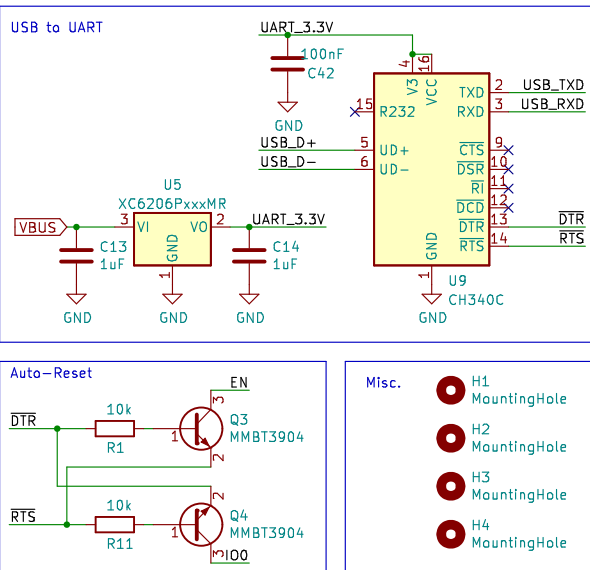 USB to UART
UART_3.3V
100nF
C42
GND
4
V3
16
VCC
15
R232
TXD
2
USB_TXD
RXD
3
USB_RXD
USB_D+
5
UD+
USB_D-
6
UD-
CTS
9
DSR
10
RI
11
DCD
12
DTR
13
DTR
RTS
14
RTS
GND
1
U9
CH340C
GND
U5
XC6206PxxxMR
VBUS
3
VI
VO
2
UART_3.3V
GND
1
C13
1uF
C14
1uF
GND
GND
GND
Auto-Reset
EN
3
DTR
10k
R1
1
Q3
MMBT3904
2
2
RTS
10k
R11
1
Q4
MMBT3904
3
IO0
Misc.
H1
MountingHole
H2
MountingHole
H3
MountingHole
H4
MountingHole